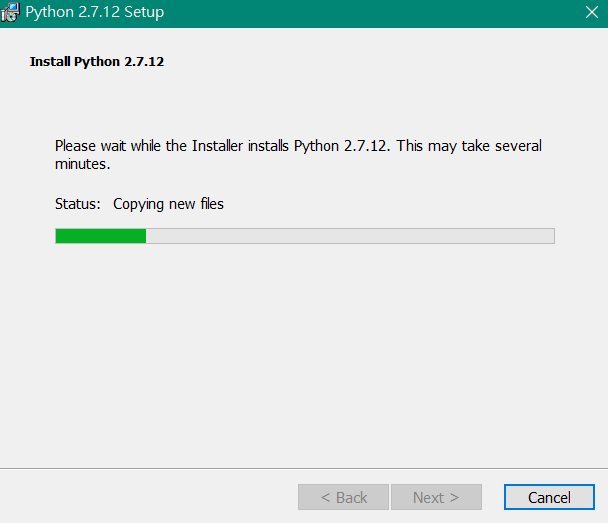 Python 2.7.12 Setup
Install Python 2.7.12
Please wait while the Installer installs Python 2.7.12. This may take several
minutes.
Status: Copying new files
< Back Next > Cancel